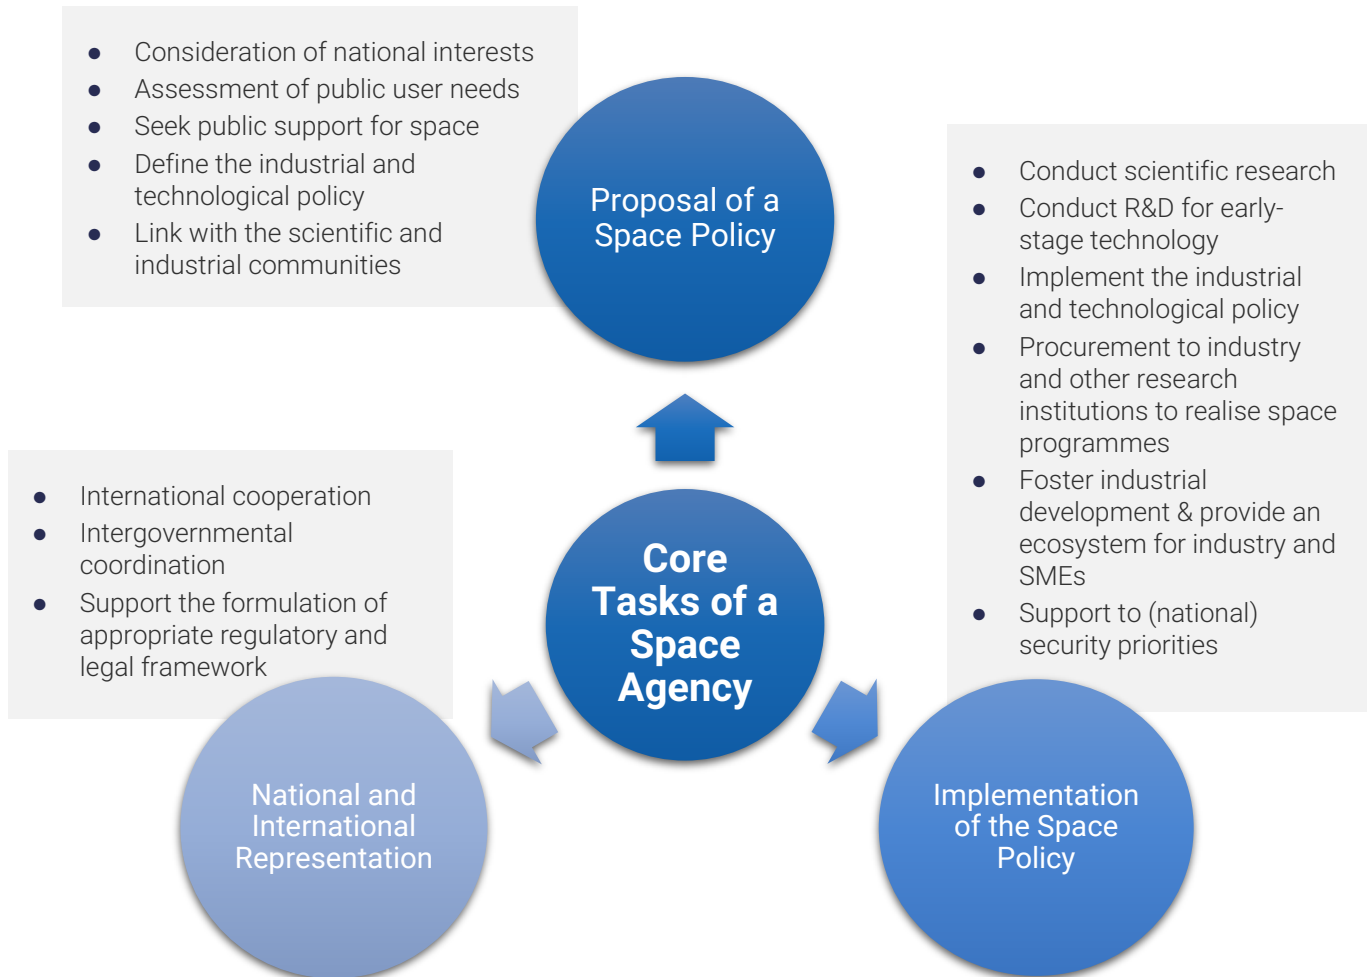 ● Consideration of national interests
● Assessment of public user needs
● Seek public support for space
● Define the industrial and
technological policy
● Link with the scientific and
industrial communities
Proposal of a
Space Policy
● Conduct scientific research
● Conduct R&D for early-
stage technology
● Implement the industrial
and technological policy
● Procurement to industry
and other research
institutions to realise space
programmes
● Foster industrial
development & provide an
ecosystem for industry and
SMEs
● Support to (national)
security priorities
● International cooperation
● Intergovernmental
coordination
● Support the formulation of
appropriate regulatory and
legal framework
Core
Tasks of a
Space
Agency
National and
International
Representation
Implementation
of the Space
Policy